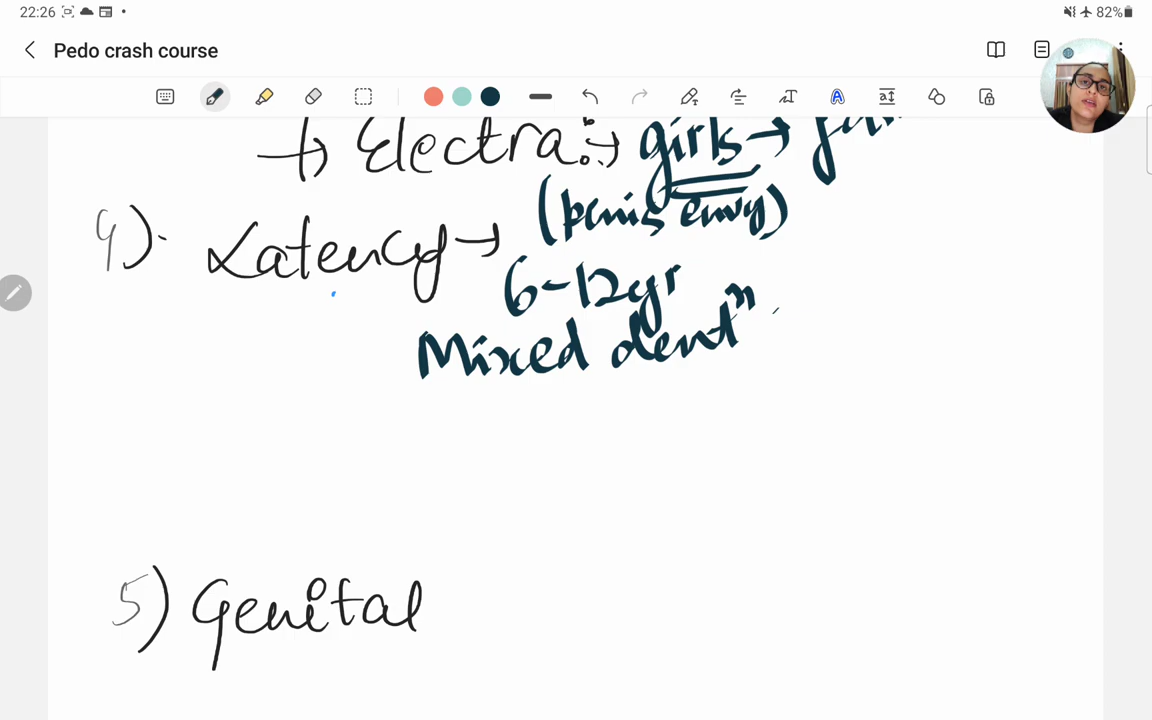 22:26
82%
Pedo crash course
→ Electra :→ girls →
(penis envy)
4). Latency →
6-12yr
Mixed dentⁿ
5) Genital